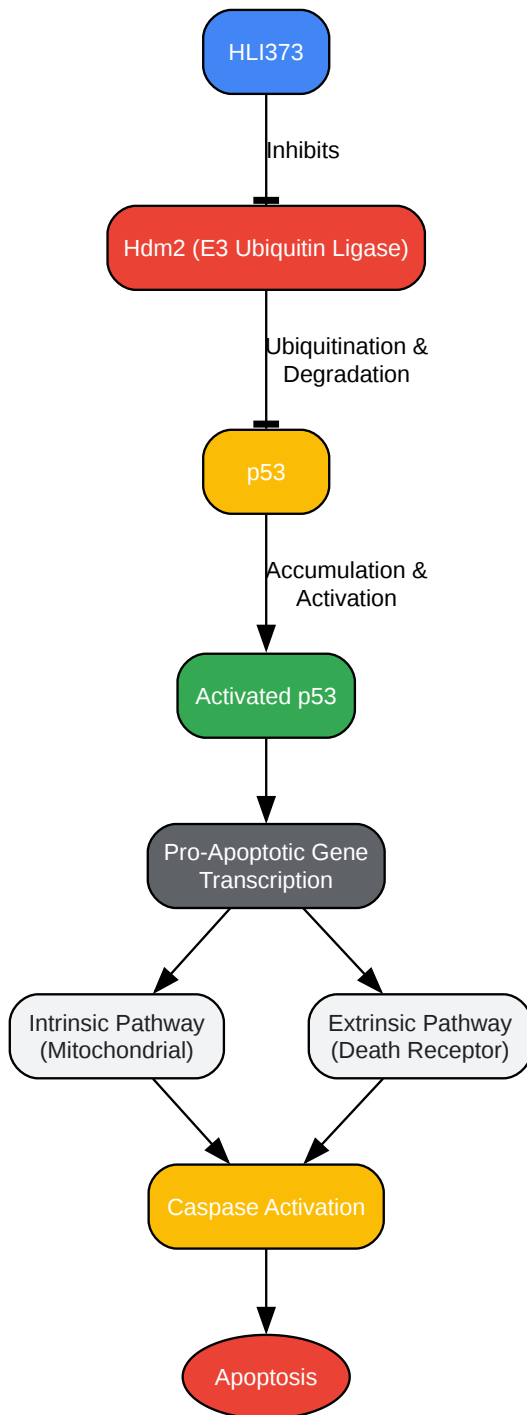 HLI373
Inhibits
Hdm2 (E3 Ubiquitin Ligase)
Ubiquitination &
Degradation
p53
Accumulation &
Activation
Activated p53
Pro-Apoptotic Gene
Transcription
Intrinsic Pathway
(Mitochondrial)
Extrinsic Pathway
(Death Receptor)
Caspase Activation
Apoptosis